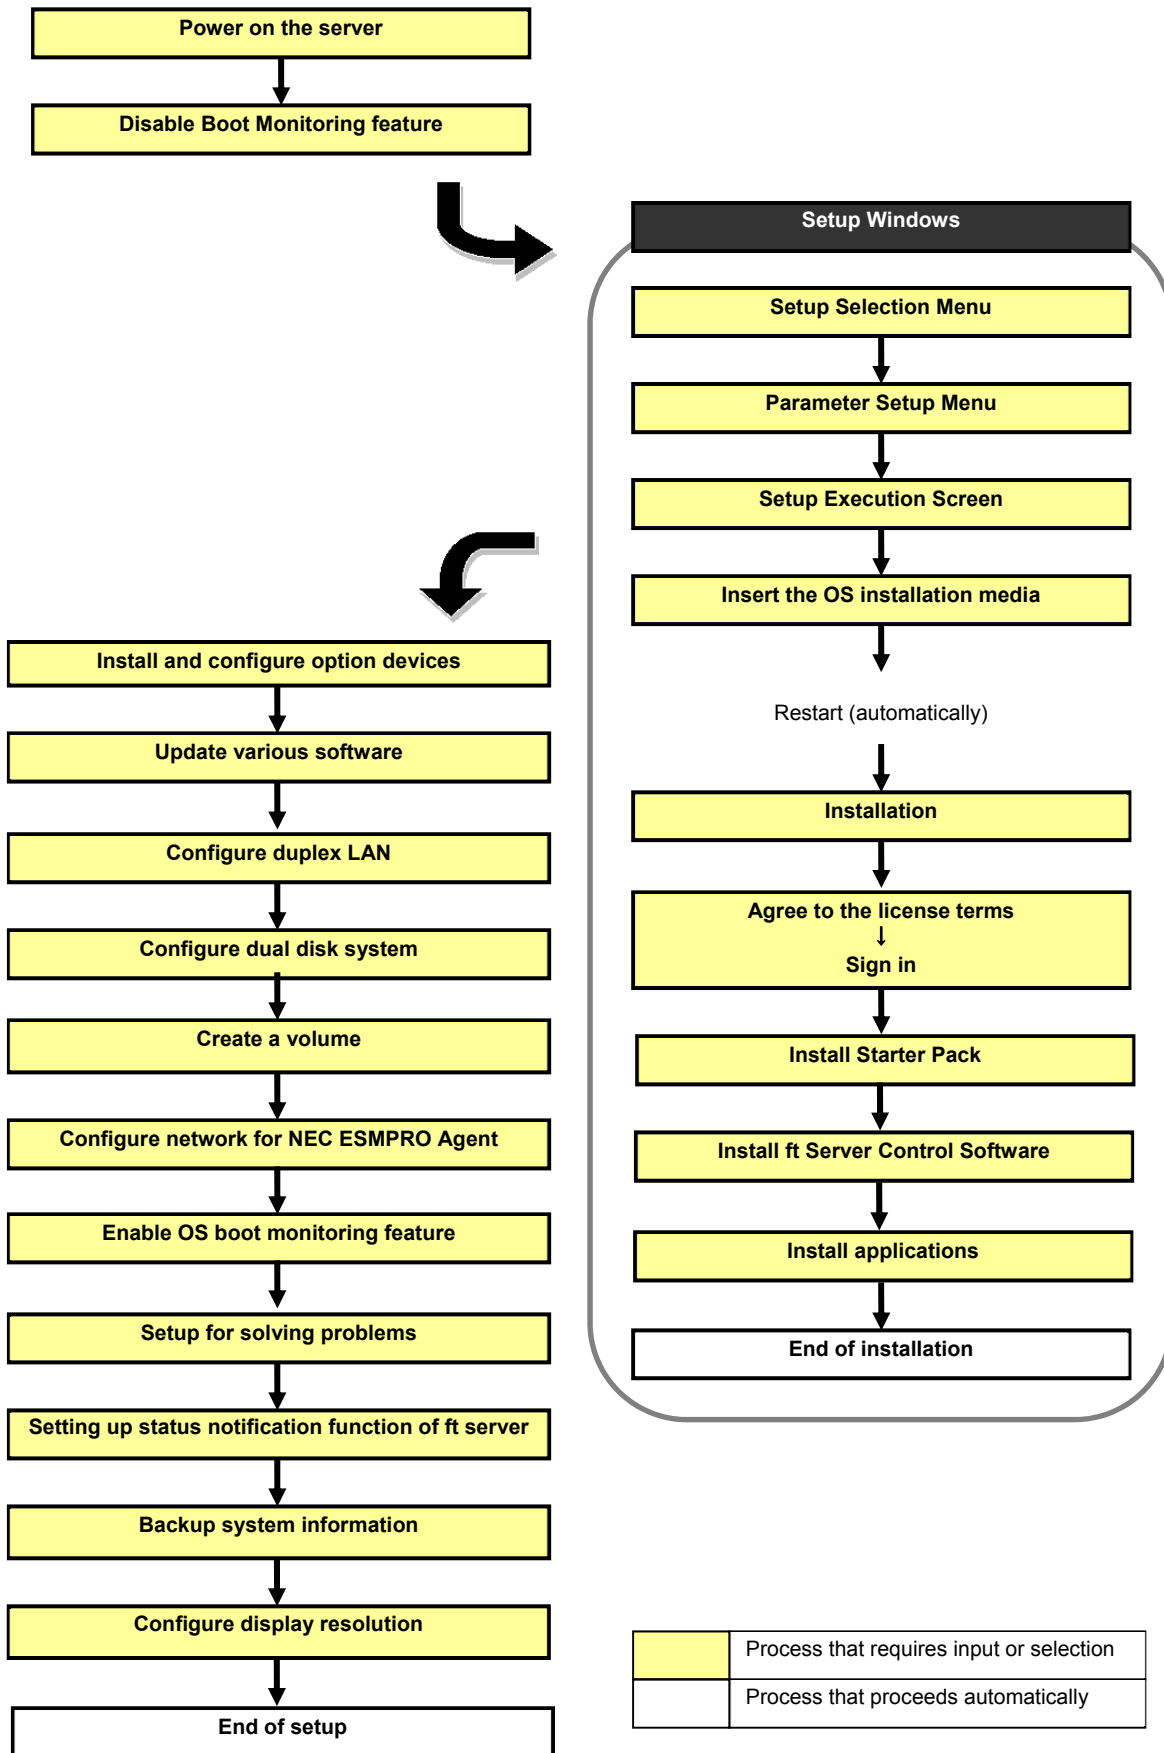 Power on the server
Disable Boot Monitoring feature
Setup Windows
Setup Selection Menu
Parameter Setup Menu
Setup Execution Screen
Insert the OS installation media
Restart (automatically)
Installation
Agree to the license terms
↓
Sign in
Install Starter Pack
Install ft Server Control Software
Install applications
End of installation
Install and configure option devices
Update various software
Configure duplex LAN
Configure dual disk system
Create a volume
Configure network for NEC ESMPRO Agent
Enable OS boot monitoring feature
Setup for solving problems
Setting up status notification function of ft server
Backup system information
Configure display resolution
End of setup
Process that requires input or selection
Process that proceeds automatically